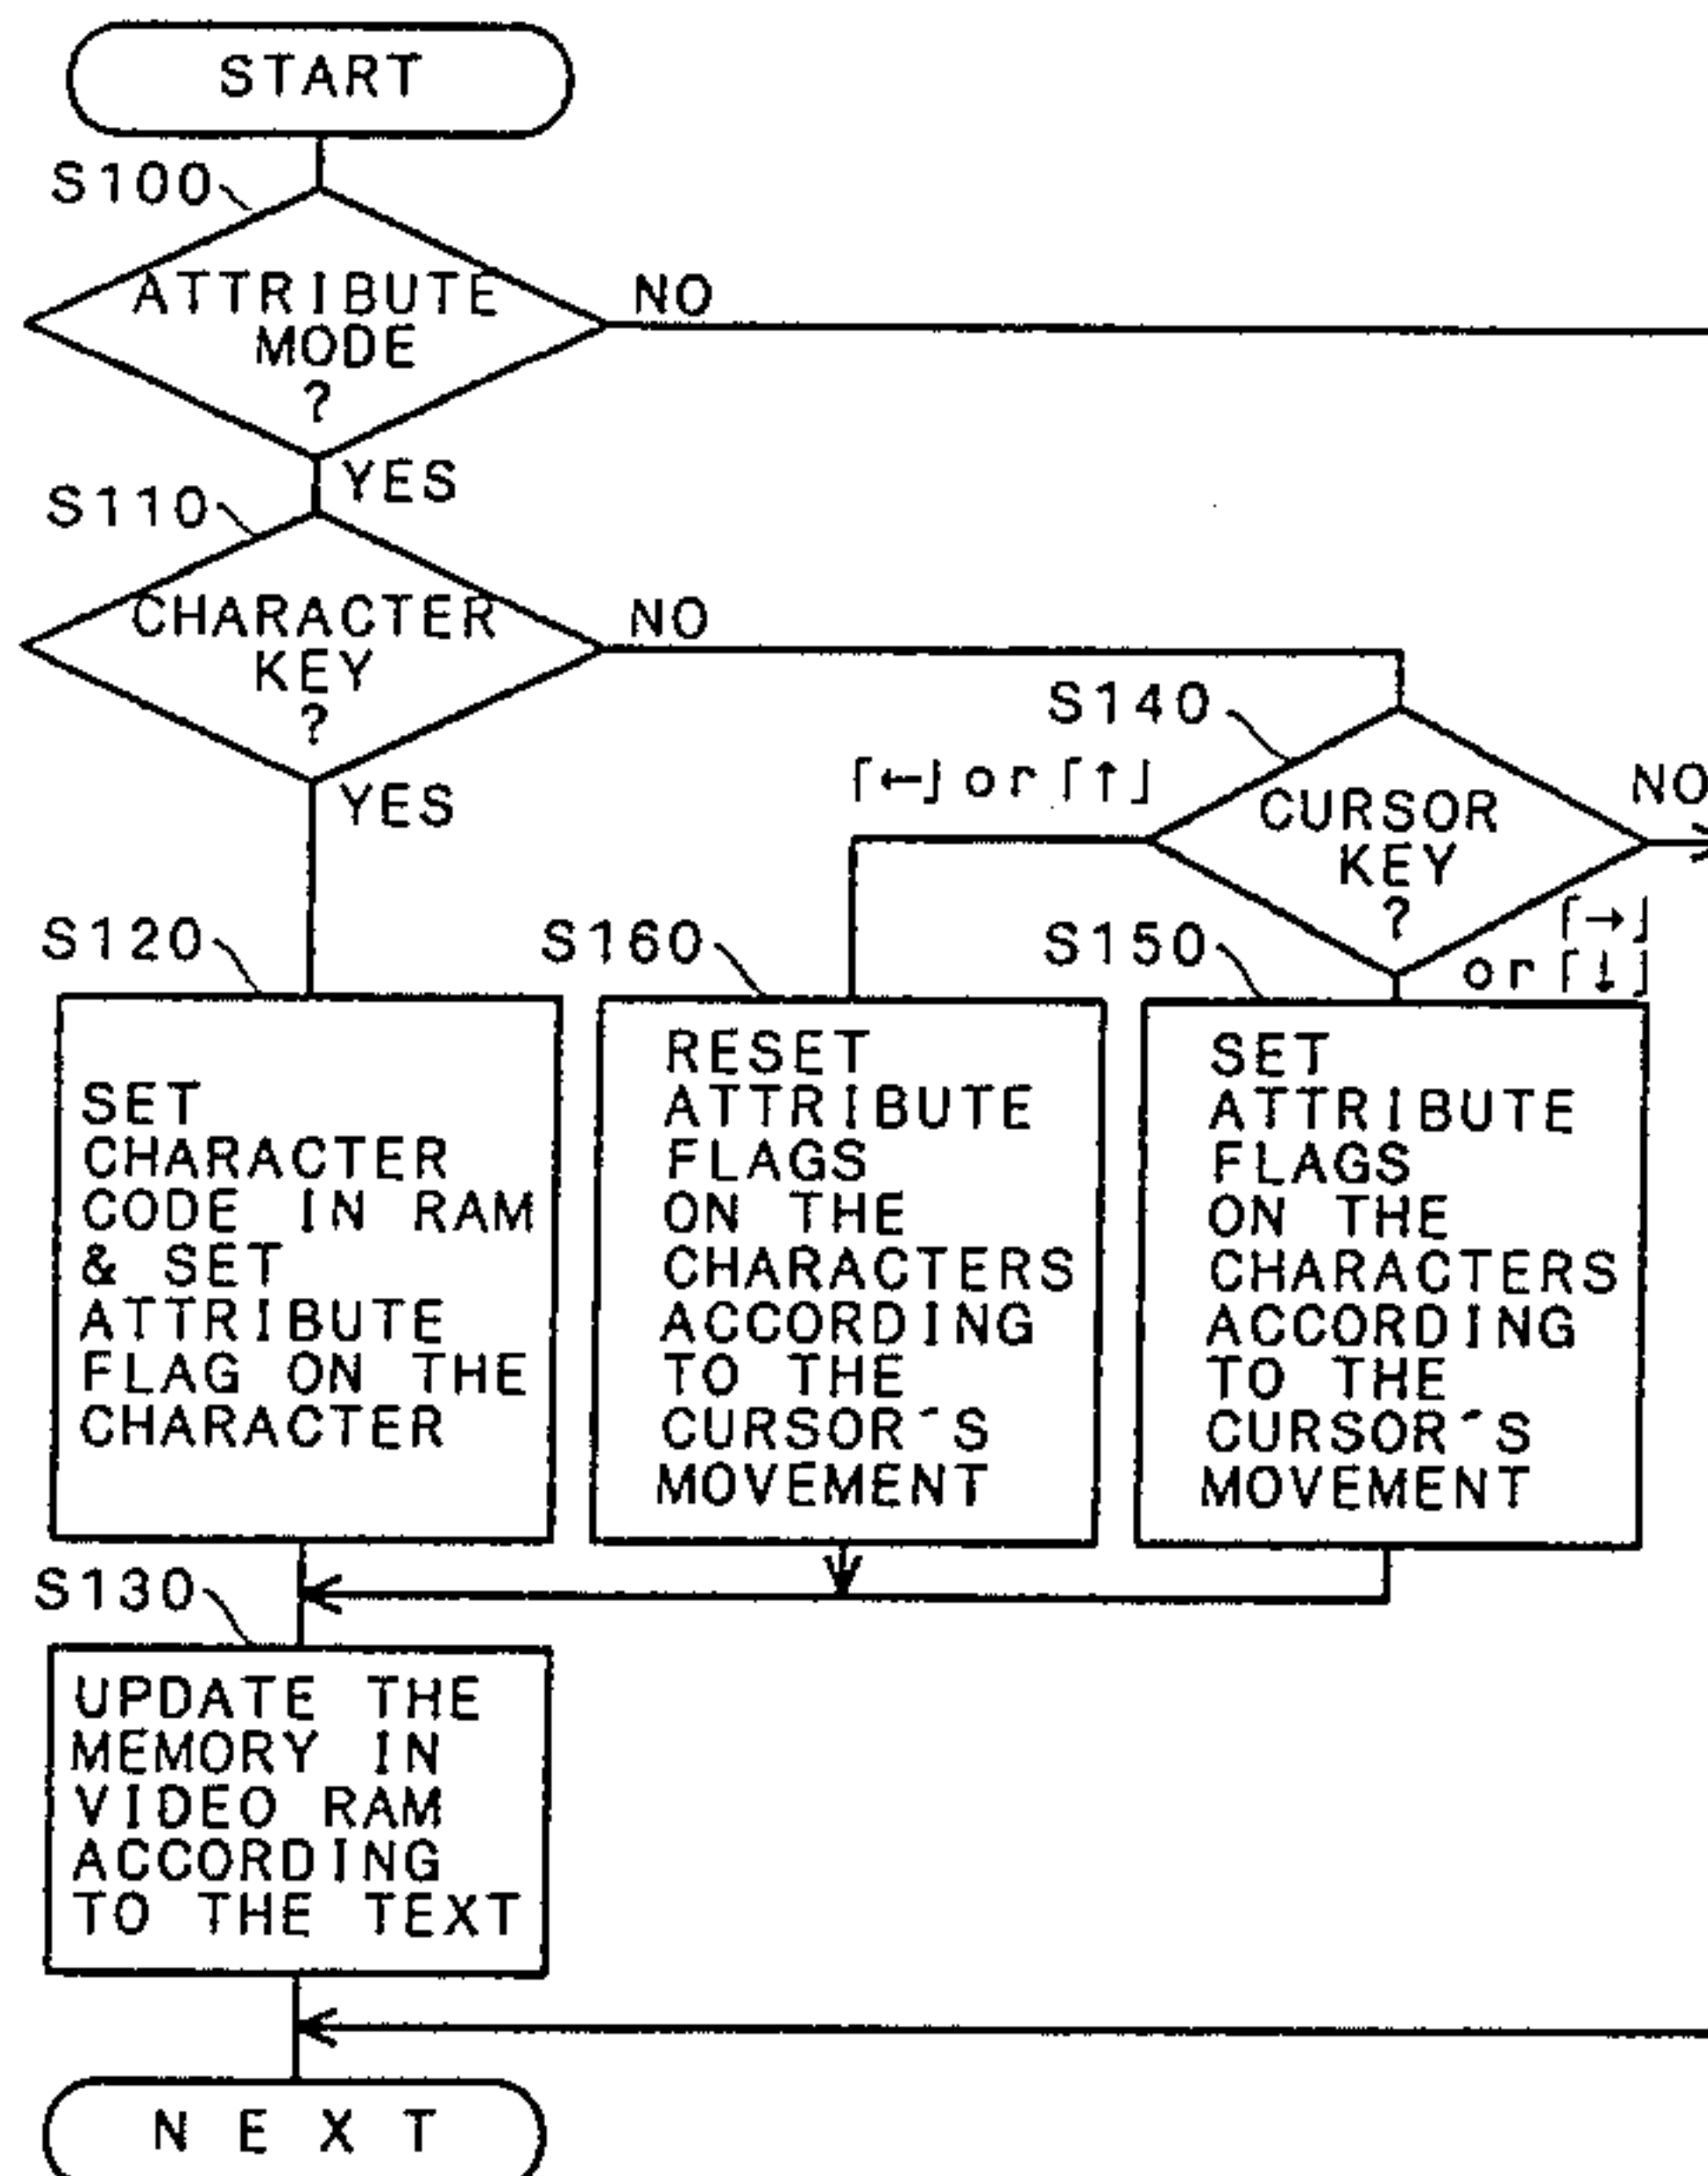 START
S100
ATTRIBUTE
MODE
?
NO
YES
S110
CHARACTER
KEY
?
NO
YES
S140
「←」or「↑」
CURSOR
KEY
?
NO
「→」
or「↓」
S120
SET
CHARACTER
CODE IN RAM
& SET
ATTRIBUTE
FLAG ON THE
CHARACTER
S160
RESET
ATTRIBUTE
FLAGS
ON THE
CHARACTERS
ACCORDING
TO THE
CURSOR´S
MOVEMENT
S150
SET
ATTRIBUTE
FLAGS
ON THE
CHARACTERS
ACCORDING
TO THE
CURSOR´S
MOVEMENT
S130
UPDATE THE
MEMORY IN
VIDEO RAM
ACCORDING
TO THE TEXT
NEXT